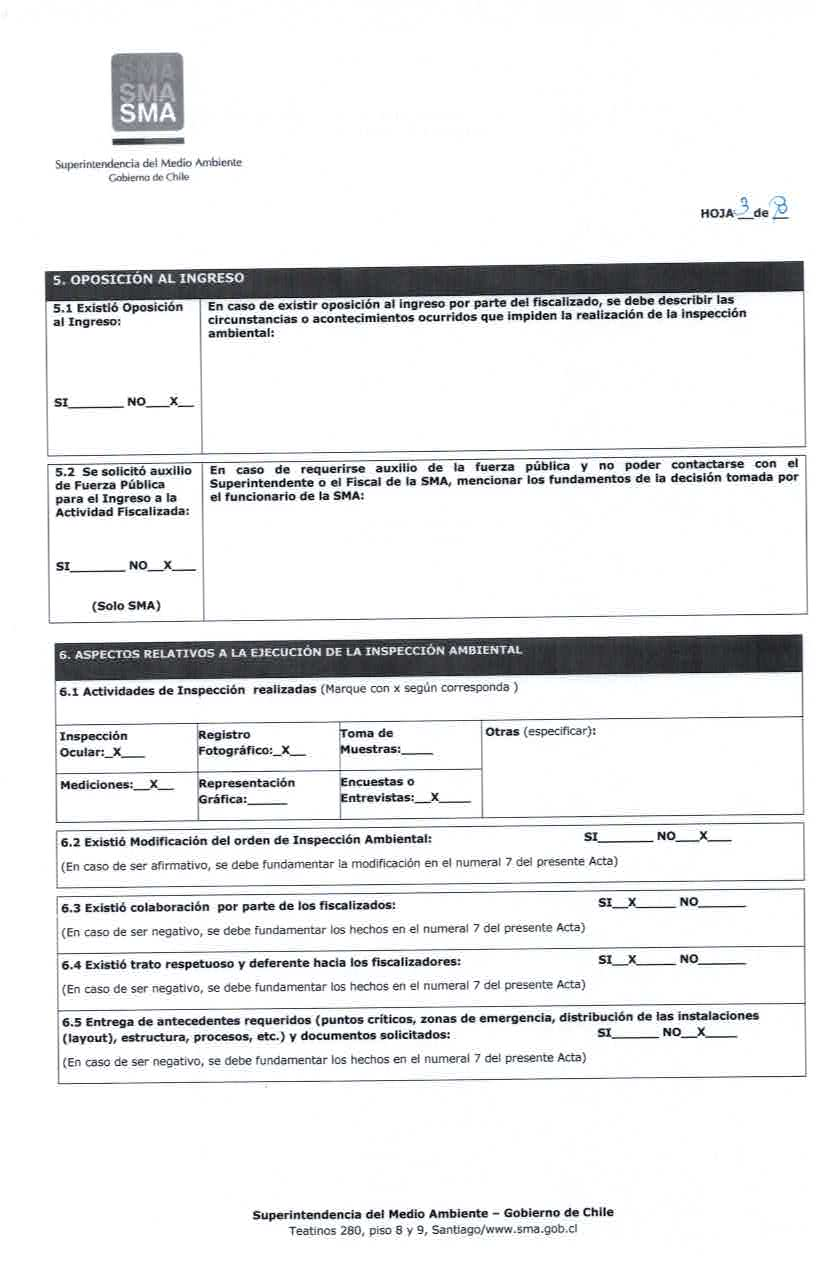 SMA
SMA
SMA
Superintendencia del Medio Ambiente
Gobierno de Chile
HOJA 3 de 8
5. OPOSICIÓN AL INGRESO
5.1 Existió Oposición
al Ingreso:
SI________ NO___X__
En caso de existir oposición al ingreso por parte del fiscalizado, se debe describir las
circunstancias o acontecimientos ocurridos que impiden la realización de la inspección
ambiental:
5.2 Se solicitó auxilio
de Fuerza Pública
para el Ingreso a la
Actividad Fiscalizada:
SI________ NO__X___
(Solo SMA)
En caso de requerirse auxilio de la fuerza pública y no poder contactarse con el
Superintendente o el Fiscal de la SMA, mencionar los fundamentos de la decisión tomada por
el funcionario de la SMA:
6. ASPECTOS RELATIVOS A LA EJECUCIÓN DE LA INSPECCIÓN AMBIENTAL
6.1 Actividades de Inspección realizadas (Marque con x según corresponda )
Inspección
Ocular:_X___
Registro
Fotográfico:_X__
Toma de
Muestras:____
Otras (especificar):
Mediciones:__X__
Representación
Gráfica:_____
Encuestas o
Entrevistas:__X____
6.2 Existió Modificación del orden de Inspección Ambiental: SI_______ NO___X___
(En caso de ser afirmativo, se debe fundamentar la modificación en el numeral 7 del presente Acta)
6.3 Existió colaboración por parte de los fiscalizados: SI__X_____ NO______
(En caso de ser negativo, se debe fundamentar los hechos en el numeral 7 del presente Acta)
6.4 Existió trato respetuoso y deferente hacia los fiscalizadores: SI__X_____ NO______
(En caso de ser negativo, se debe fundamentar los hechos en el numeral 7 del presente Acta)
6.5 Entrega de antecedentes requeridos (puntos críticos, zonas de emergencia, distribución de las instalaciones
(layout), estructura, procesos, etc.) y documentos solicitados: SI______ NO__X____
(En caso de ser negativo, se debe fundamentar los hechos en el numeral 7 del presente Acta)
Superintendencia del Medio Ambiente – Gobierno de Chile
Teatinos 280, piso 8 y 9, Santiago/www.sma.gob.cl